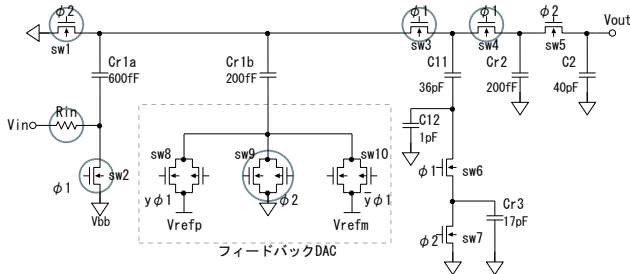 φ2
φ1
φ1
φ2
Vout
sw1
sw3
sw4
sw5
Cr1a
600fF
Cr1b
200fF
C11
36pF
Cr2
200fF
C2
40pF
Rin
Vin
C12
1pF
sw8
sw9
sw10
sw2
φ1
Vbb
φ1
sw6
yφ1
φ2
y̅φ1
Vrefp
Vrefm
Cr3
17pF
φ2
sw7
フィードバックDAC